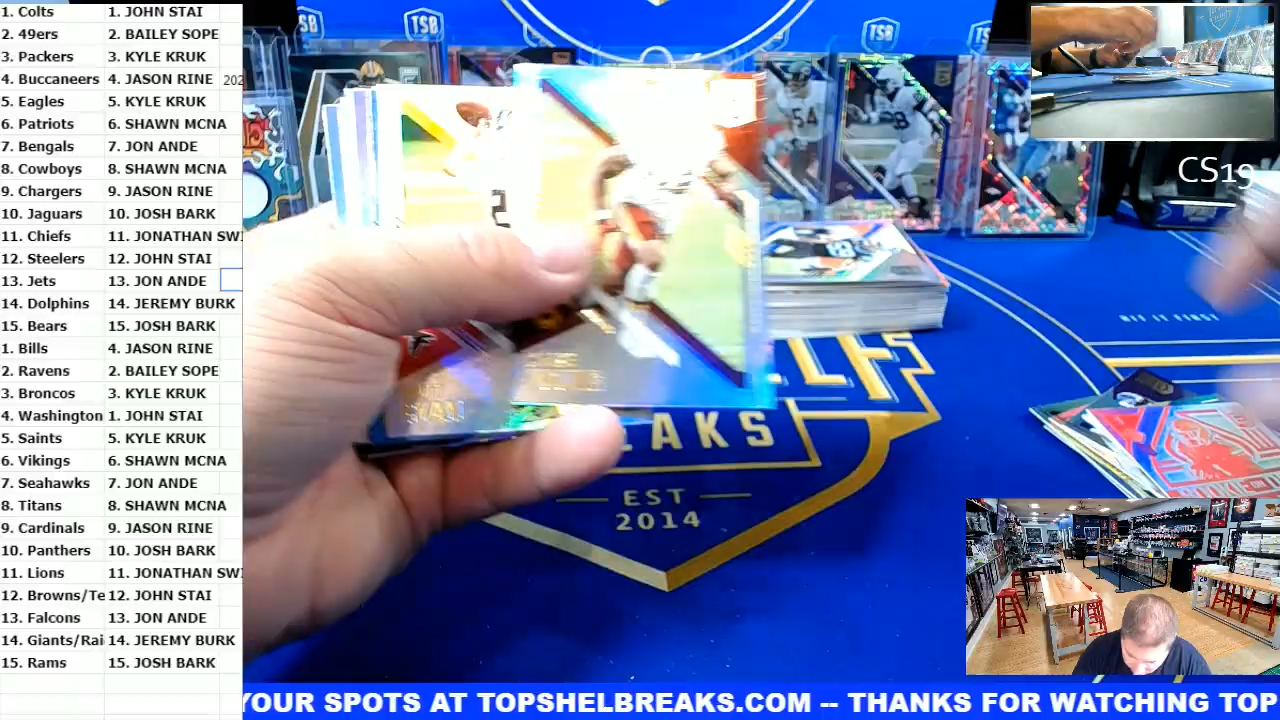 1. Colts 1. JOHN STAI
2. 49ers 2. BAILEY SOPE
3. Packers 3. KYLE KRUK
4. Buccaneers 4. JASON RINE 202
5. Eagles 5. KYLE KRUK
6. Patriots 6. SHAWN MCNA
7. Bengals 7. JON ANDE
8. Cowboys 8. SHAWN MCNA
9. Chargers 9. JASON RINE
10. Jaguars 10. JOSH BARK
11. Chiefs 11. JONATHAN SWI
12. Steelers 12. JOHN STAI
13. Jets 13. JON ANDE
14. Dolphins 14. JEREMY BURK
15. Bears 15. JOSH BARK
1. Bills 4. JASON RINE
2. Ravens 2. BAILEY SOPE
3. Broncos 3. KYLE KRUK
4. Washington 1. JOHN STAI
5. Saints 5. KYLE KRUK
6. Vikings 6. SHAWN MCNA
7. Seahawks 7. JON ANDE
8. Titans 8. SHAWN MCNA
9. Cardinals 9. JASON RINE
10. Panthers 10. JOSH BARK
11. Lions 11. JONATHAN SWI
12. Browns/Te 12. JOHN STAI
13. Falcons 13. JON ANDE
14. Giants/Rai 14. JEREMY BURK
15. Rams 15. JOSH BARK
TSB
CS19
HIT IT FIRST
ELF
EAKS
EST
2014
YOUR SPOTS AT TOPSHELBREAKS.COM -- THANKS FOR WATCHING TOP